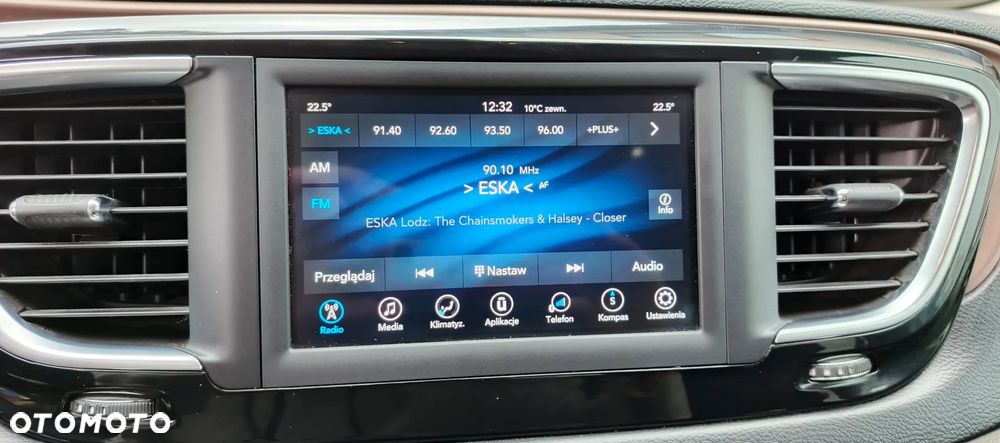 22.5° 12:32 10°C zewn. 22.5°
> ESKA < 91.40 92.60 93.50 96.00 +PLUS+
AM
90.10 MHz
> ESKA < AF
FM
Info
ESKA Lodz: The Chainsmokers & Halsey - Closer
Przeglądaj Nastaw Audio
Radio Media Klimatyz. Aplikacje Telefon S Kompas Ustawienia
OTOMOTO